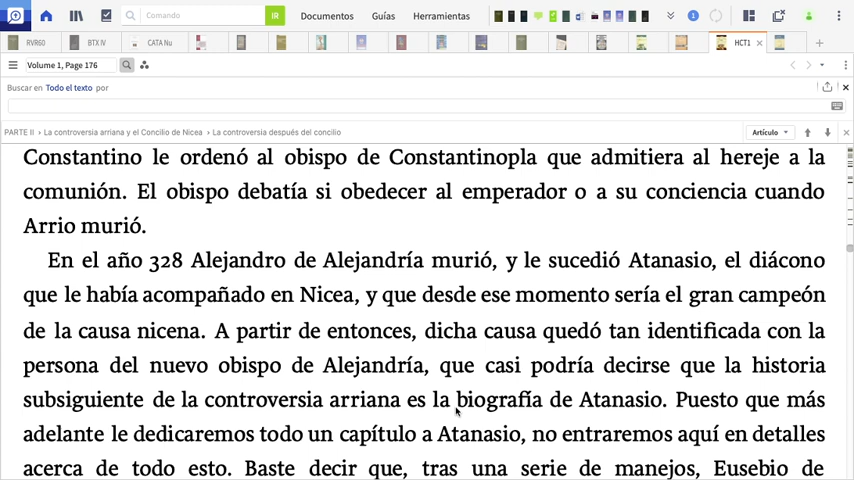 Comando
IR
Documentos
Guías
Herramientas
1
RVR60
BTX IV
CATA Nu
HCT1
Volume 1, Page 176
Buscar en Todo el texto por
PARTE II › La controversia arriana y el Concilio de Nicea › La controversia después del concilio
Artículo
Constantino le ordenó al obispo de Constantinopla que admitiera al hereje a la
comunión. El obispo debatía si obedecer al emperador o a su conciencia cuando
Arrio murió.
En el año 328 Alejandro de Alejandría murió, y le sucedió Atanasio, el diácono
que le había acompañado en Nicea, y que desde ese momento sería el gran campeón
de la causa nicena. A partir de entonces, dicha causa quedó tan identificada con la
persona del nuevo obispo de Alejandría, que casi podría decirse que la historia
subsiguiente de la controversia arriana es la biografía de Atanasio. Puesto que más
adelante le dedicaremos todo un capítulo a Atanasio, no entraremos aquí en detalles
acerca de todo esto. Baste decir que, tras una serie de manejos, Eusebio de